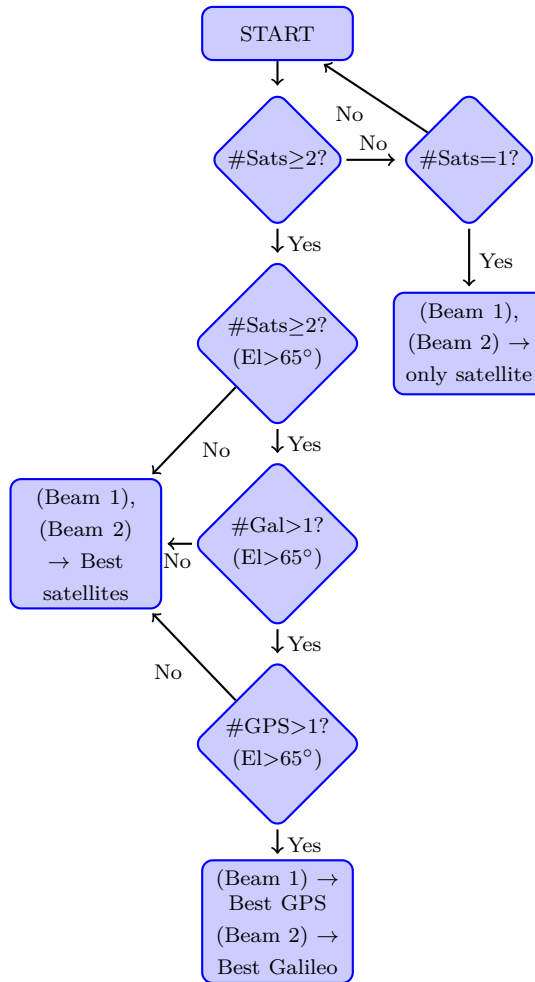 START
No
#Sats≥2?
No
#Sats=1?
Yes
Yes
#Sats≥2?
(El>65°)
(Beam 1),
(Beam 2) →
only satellite
No
Yes
(Beam 1),
(Beam 2)
→ Best
satellites
No
#Gal>1?
(El>65°)
Yes
No
#GPS>1?
(El>65°)
Yes
(Beam 1) →
Best GPS
(Beam 2) →
Best Galileo